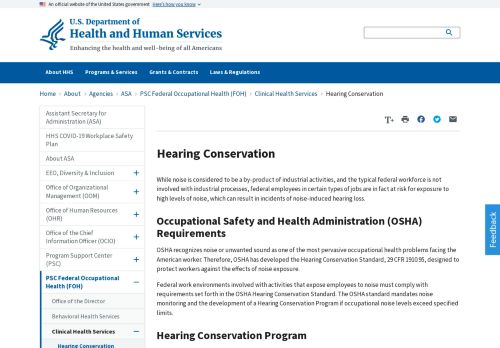 An official website of the United States government Here's how you know
U.S. Department of
Health and Human Services
Enhancing the health and well-being of all Americans
About HHS Programs & Services Grants & Contracts Laws & Regulations
Home > About > Agencies > ASA > PSC Federal Occupational Health (FOH) > Clinical Health Services > Hearing Conservation
Assistant Secretary for
Administration (ASA)
HHS COVID-19 Workplace Safety
Plan
About ASA
EEO, Diversity & Inclusion
Office of Organizational
Management (OOM)
Office of Human Resources
(OHR)
Office of the Chief
Information Officer (OCIO)
Program Support Center
(PSC)
PSC Federal Occupational
Health (FOH)
Office of the Director
Behavioral Health Services
Clinical Health Services
Hearing Conservation
T+
Hearing Conservation
While noise is considered to be a by-product of industrial activities, and the typical federal workforce is not
involved with industrial processes, federal employees in certain types of jobs are in fact at risk for exposure to
high levels of noise, which can result in incidents of noise-induced hearing loss.
Occupational Safety and Health Administration (OSHA)
Requirements
OSHA recognizes noise or unwanted sound as one of the most pervasive occupational health problems facing the
American worker. Therefore, OSHA has developed the Hearing Conservation Standard, 29 CFR 1910.95, designed to
protect workers against the effects of noise exposure.
Federal work environments involved with activities that expose employees to noise must comply with
requirements set forth in the OSHA Hearing Conservation Standard. The OSHA standard mandates noise
monitoring and the development of a Hearing Conservation Program if occupational noise levels exceed specified
limits.
Hearing Conservation Program
Feedback